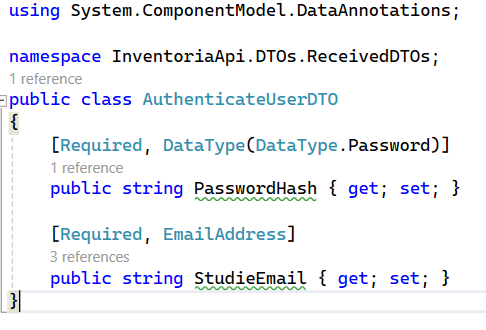 using System.ComponentModel.DataAnnotations;
namespace InventoriaApi.DTOs.ReceivedDTOs;
1 reference
public class AuthenticateUserDTO
{
[Required, DataType(DataType.Password)]
1 reference
public string PasswordHash { get; set; }
[Required, EmailAddress]
3 references
public string StudieEmail { get; set; }
}